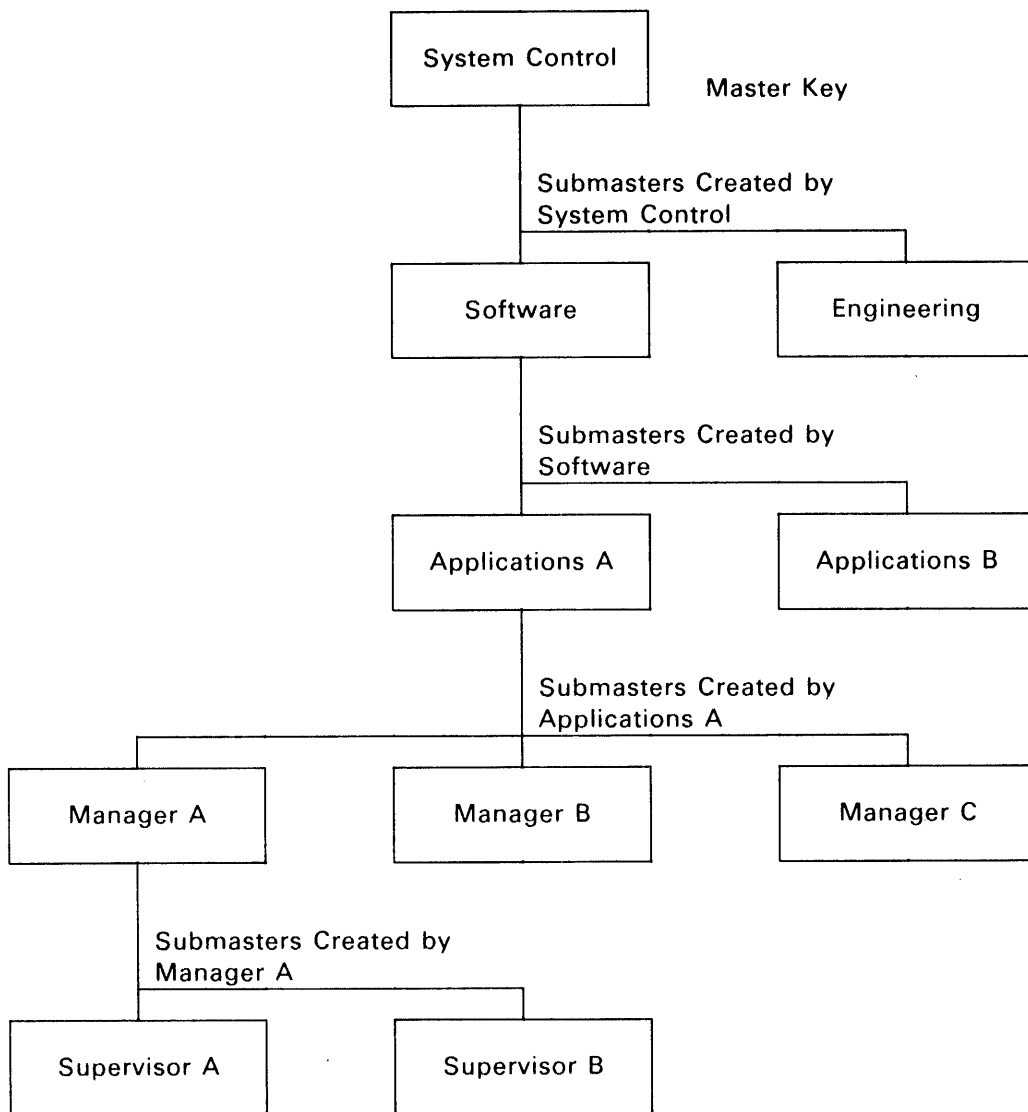 System Control
Master Key
Submasters Created by
System Control
Software
Engineering
Submasters Created by
Software
Applications A
Applications B
Submasters Created by
Applications A
Manager A
Manager B
Manager C
Submasters Created by
Manager A
Supervisor A
Supervisor B